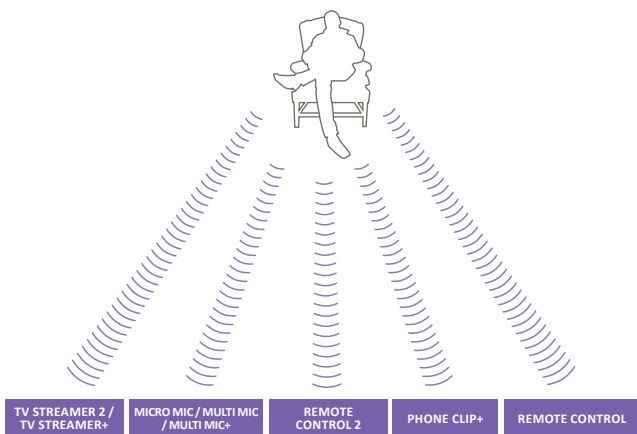 TV STREAMER 2 /
TV STREAMER+
MICRO MIC / MULTI MIC
/ MULTI MIC+
REMOTE
CONTROL 2
PHONE CLIP+
REMOTE CONTROL